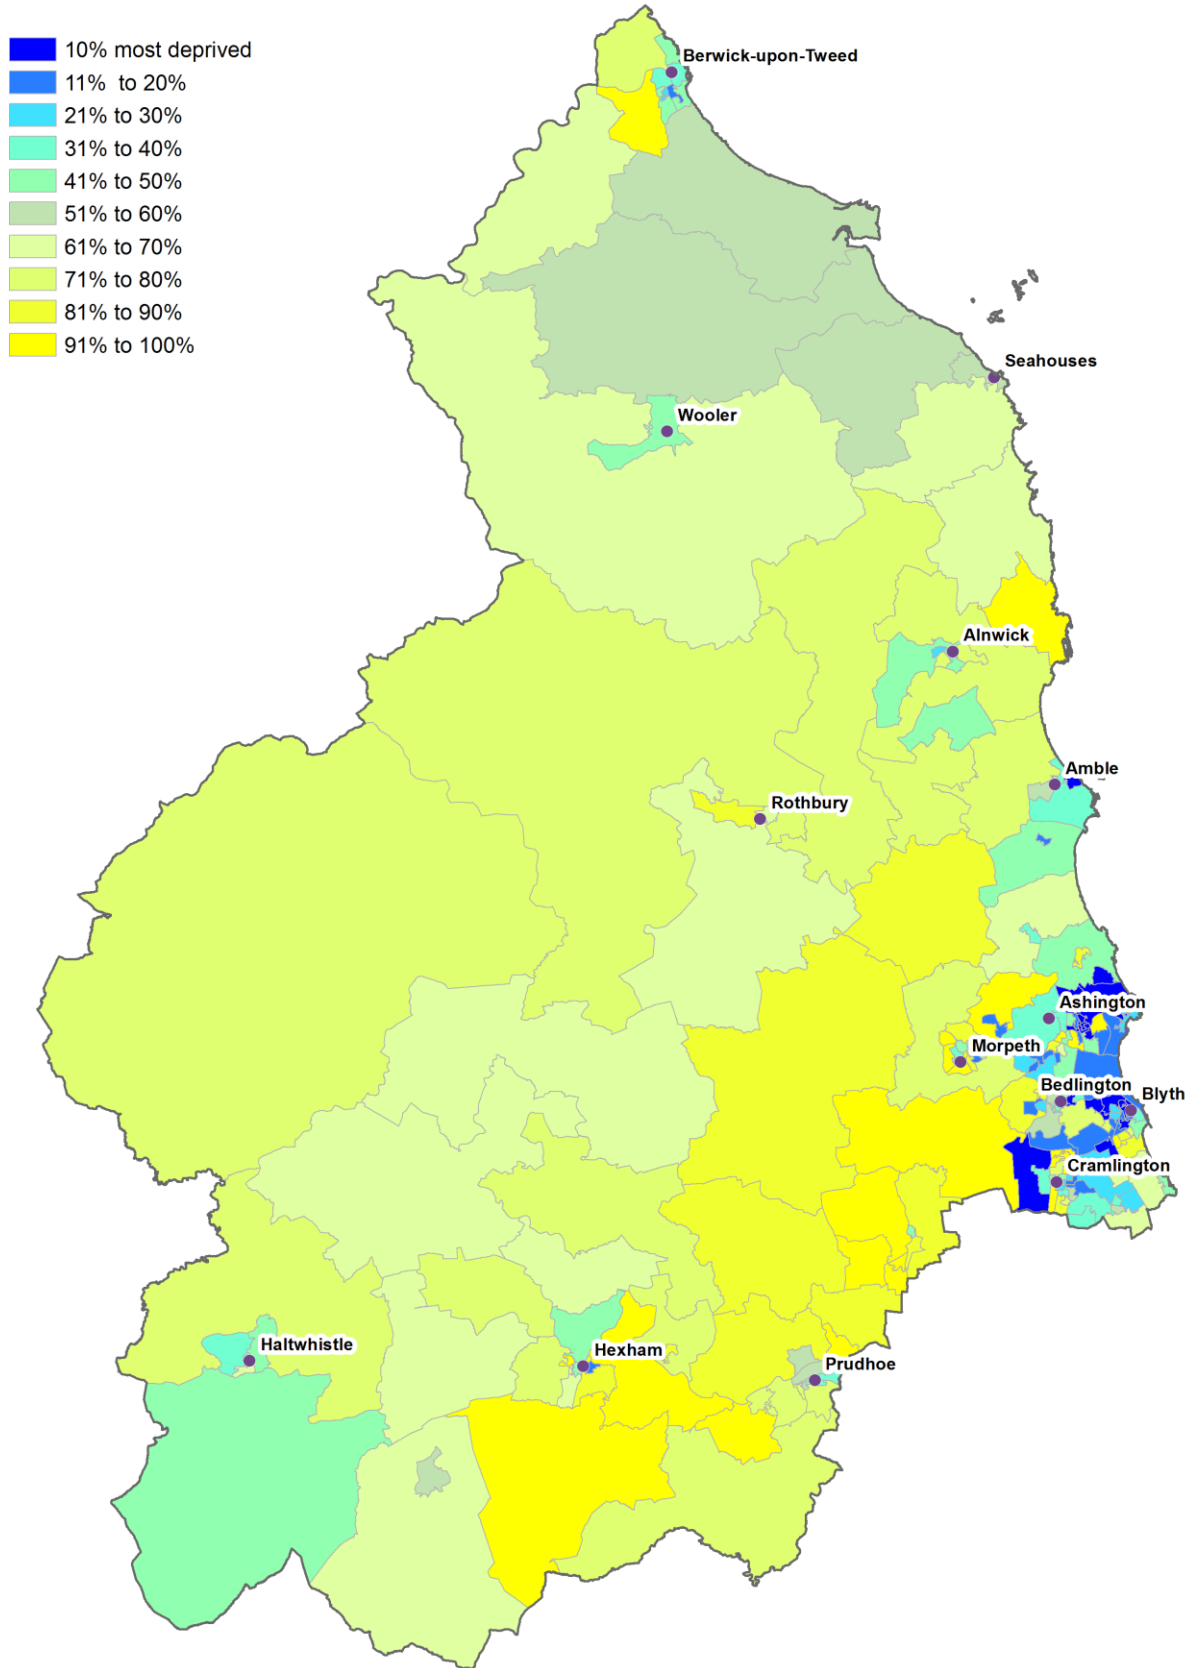 10% most deprived
11%  to 20%
21% to 30%
31% to 40%
41% to 50%
51% to 60%
61% to 70%
71% to 80%
81% to 90%
91% to 100%
Berwick-upon-Tweed
Seahouses
Wooler
Alnwick
Amble
Rothbury
Ashington
Morpeth
Bedlington
Blyth
Cramlington
Haltwhistle
Hexham
Prudhoe